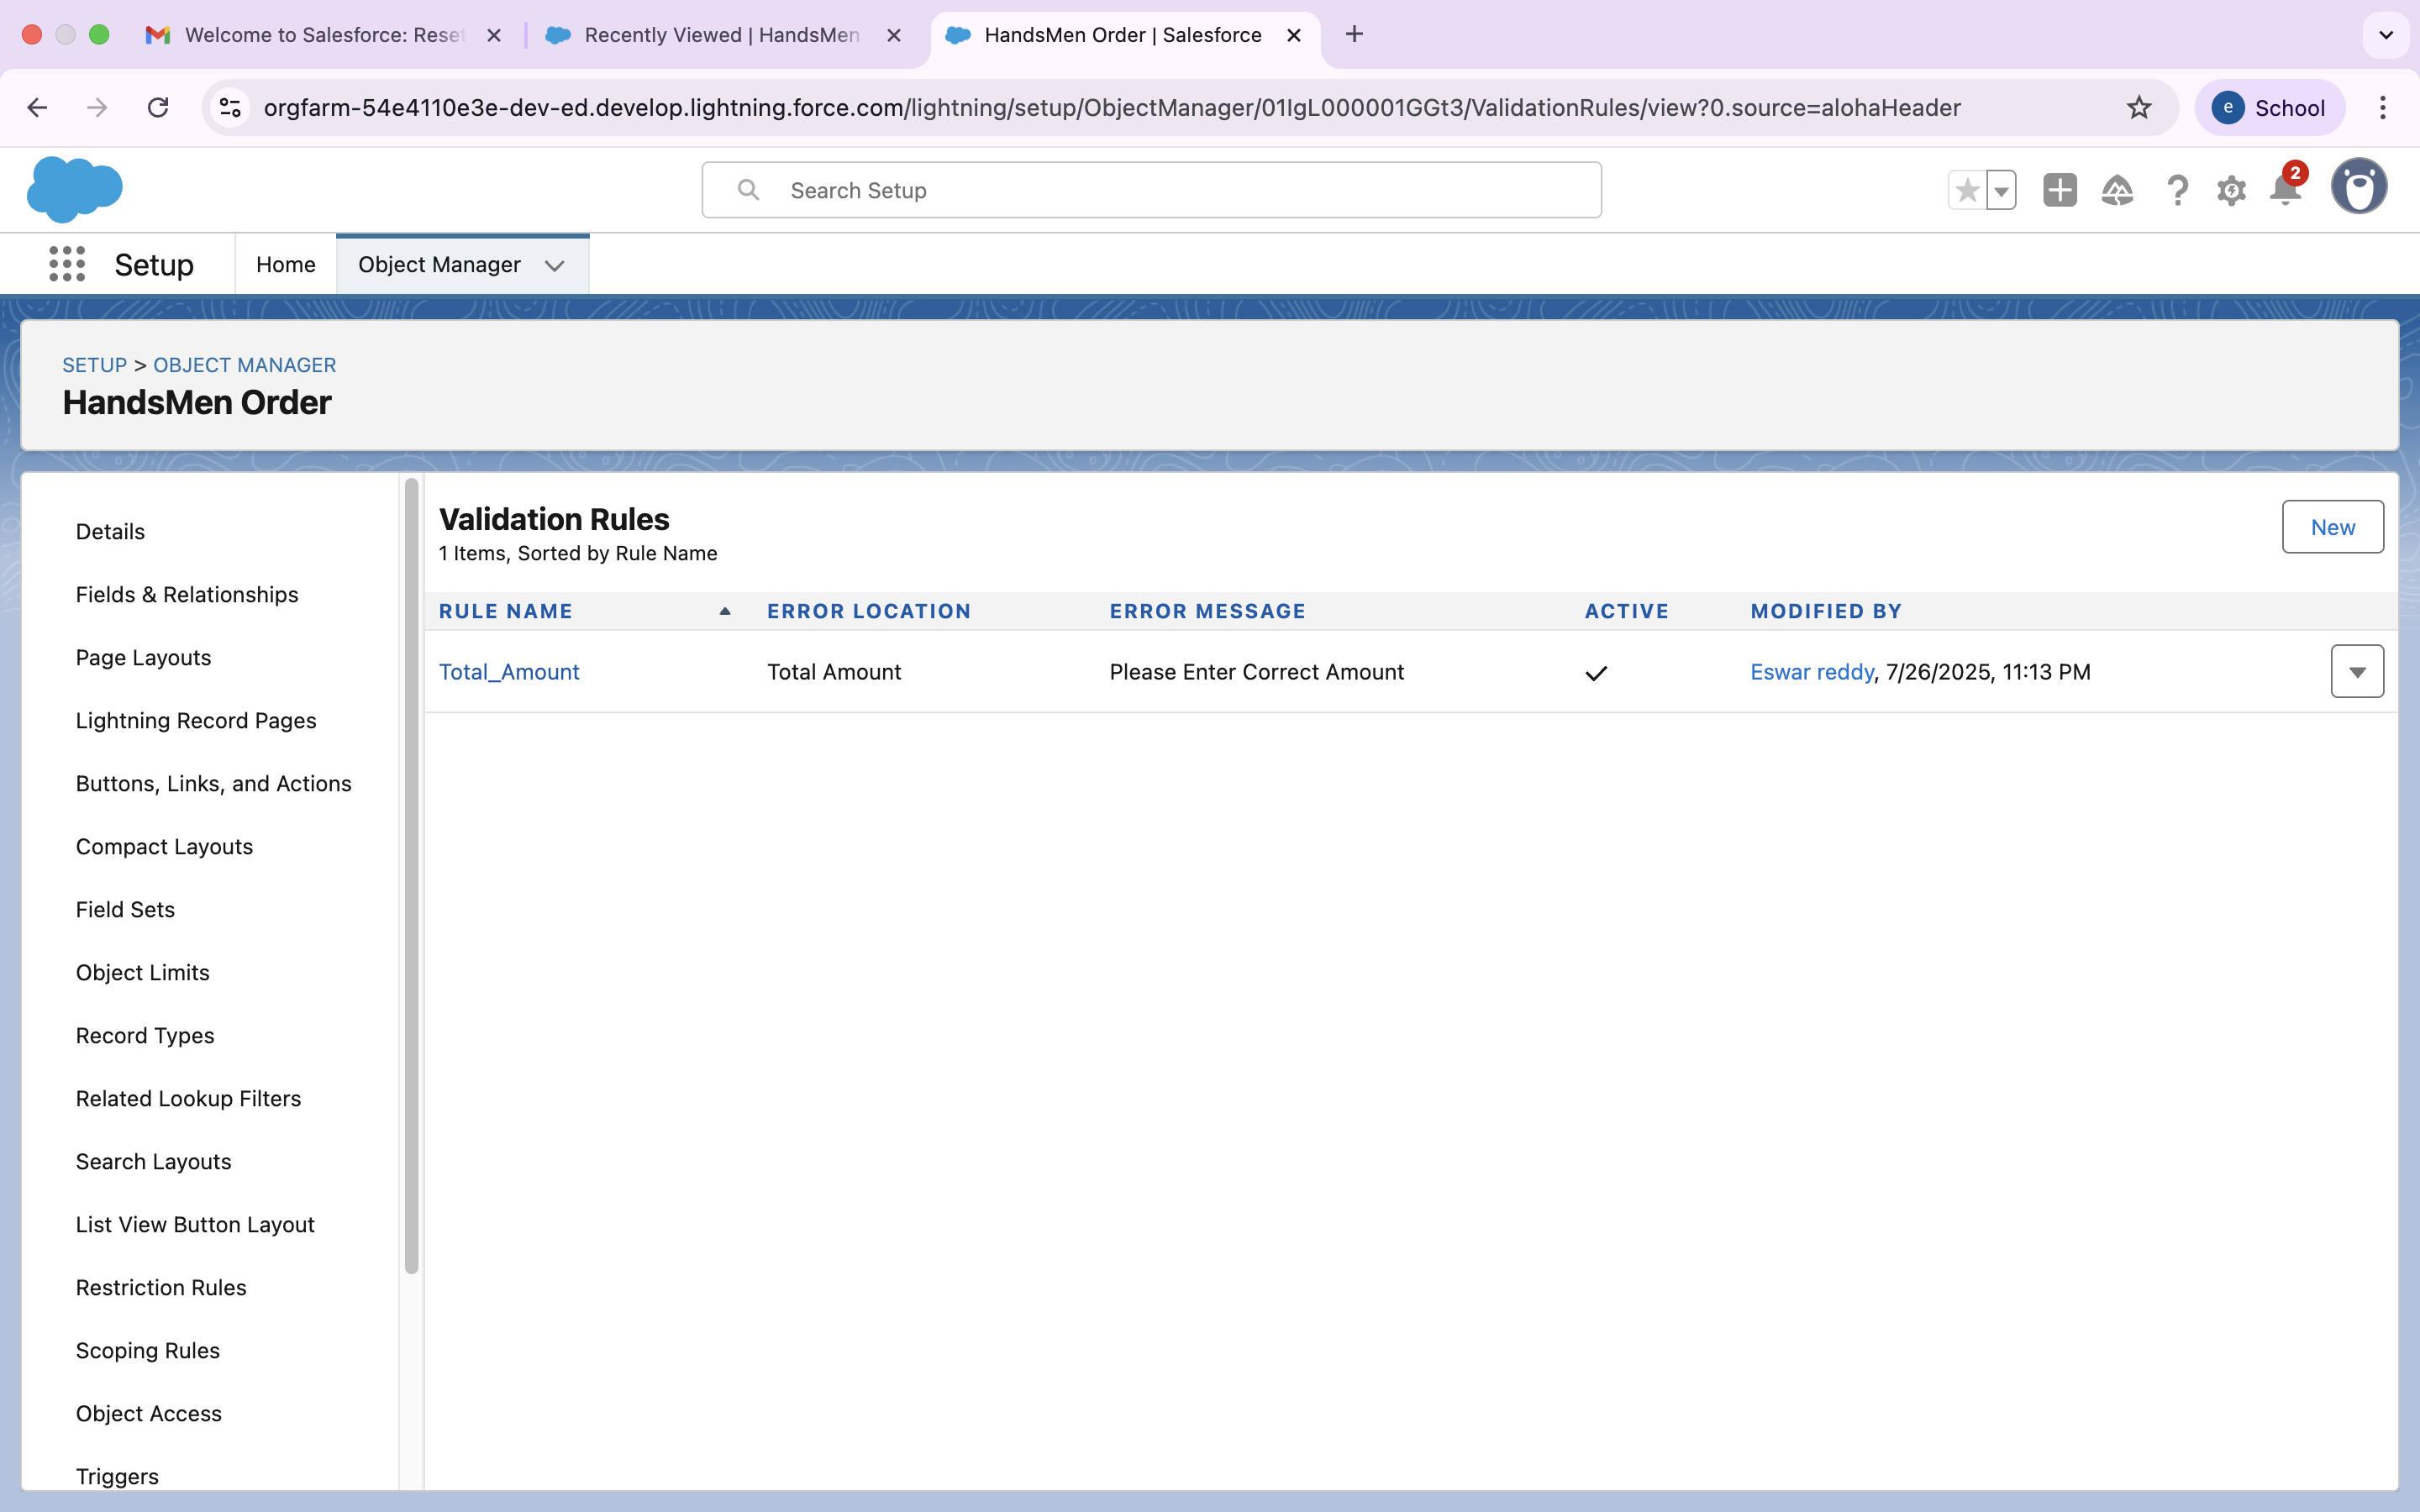 Welcome to Salesforce: Reset
Recently Viewed | HandsMen
HandsMen Order | Salesforce
orgfarm-54e4110e3e-dev-ed.develop.lightning.force.com/lightning/setup/ObjectManager/01IgL000001GGt3/ValidationRules/view?0.source=alohaHeader
e School
Search Setup
2
Setup
Home
Object Manager
SETUP > OBJECT MANAGER
HandsMen Order
Details
Fields & Relationships
Page Layouts
Lightning Record Pages
Buttons, Links, and Actions
Compact Layouts
Field Sets
Object Limits
Record Types
Related Lookup Filters
Search Layouts
List View Button Layout
Restriction Rules
Scoping Rules
Object Access
Triggers
Validation Rules
1 Items, Sorted by Rule Name
New
RULE NAME ERROR LOCATION ERROR MESSAGE ACTIVE MODIFIED BY
Total_Amount Total Amount Please Enter Correct Amount Eswar reddy, 7/26/2025, 11:13 PM